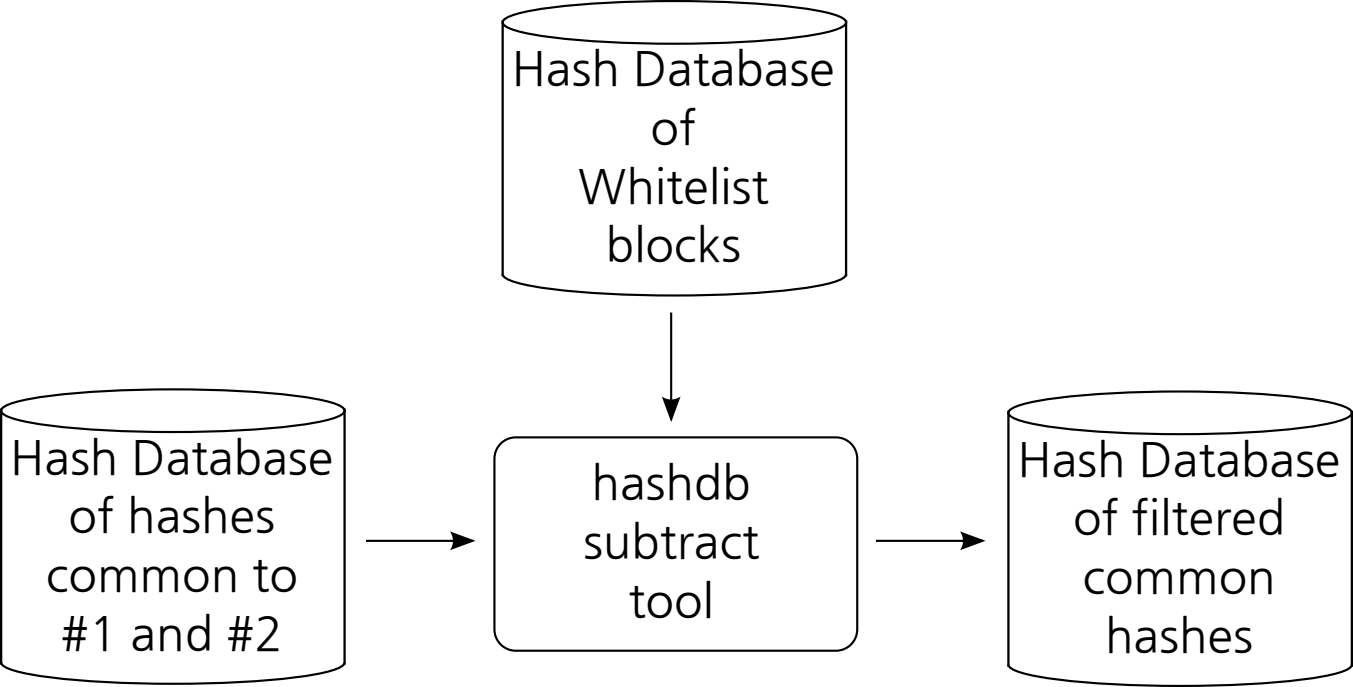 Hash Database
of
Whitelist
blocks
Hash Database
of hashes
common to
#1 and #2
hashdb
subtract
tool
Hash Database
of filtered
common
hashes